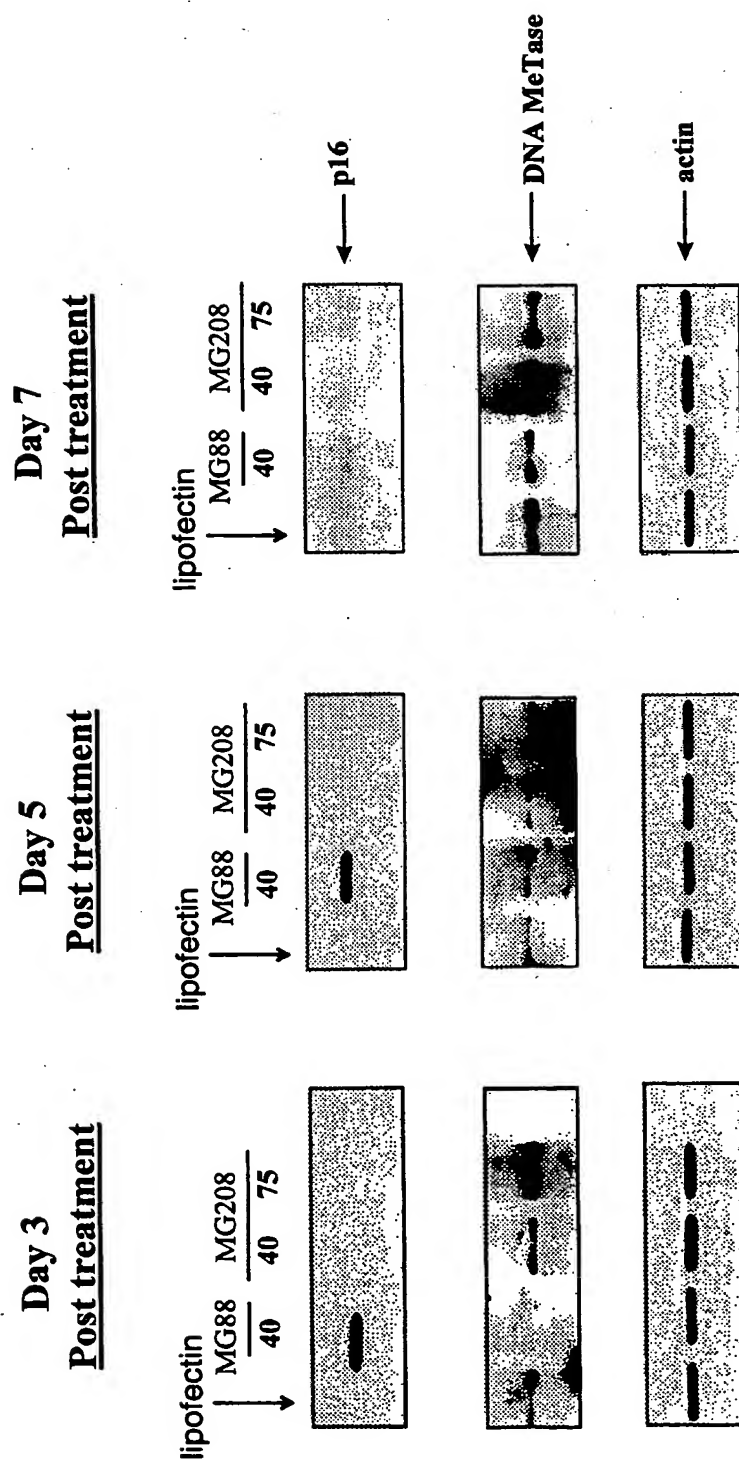 Day 3
Post treatment
lipofectin
MG88 MG208
40 40 75
Day 5
Post treatment
lipofectin
MG88 MG208
40 40 75
Day 7
Post treatment
lipofectin
MG88 MG208
40 40 75
p16
DNA MeTase
actin